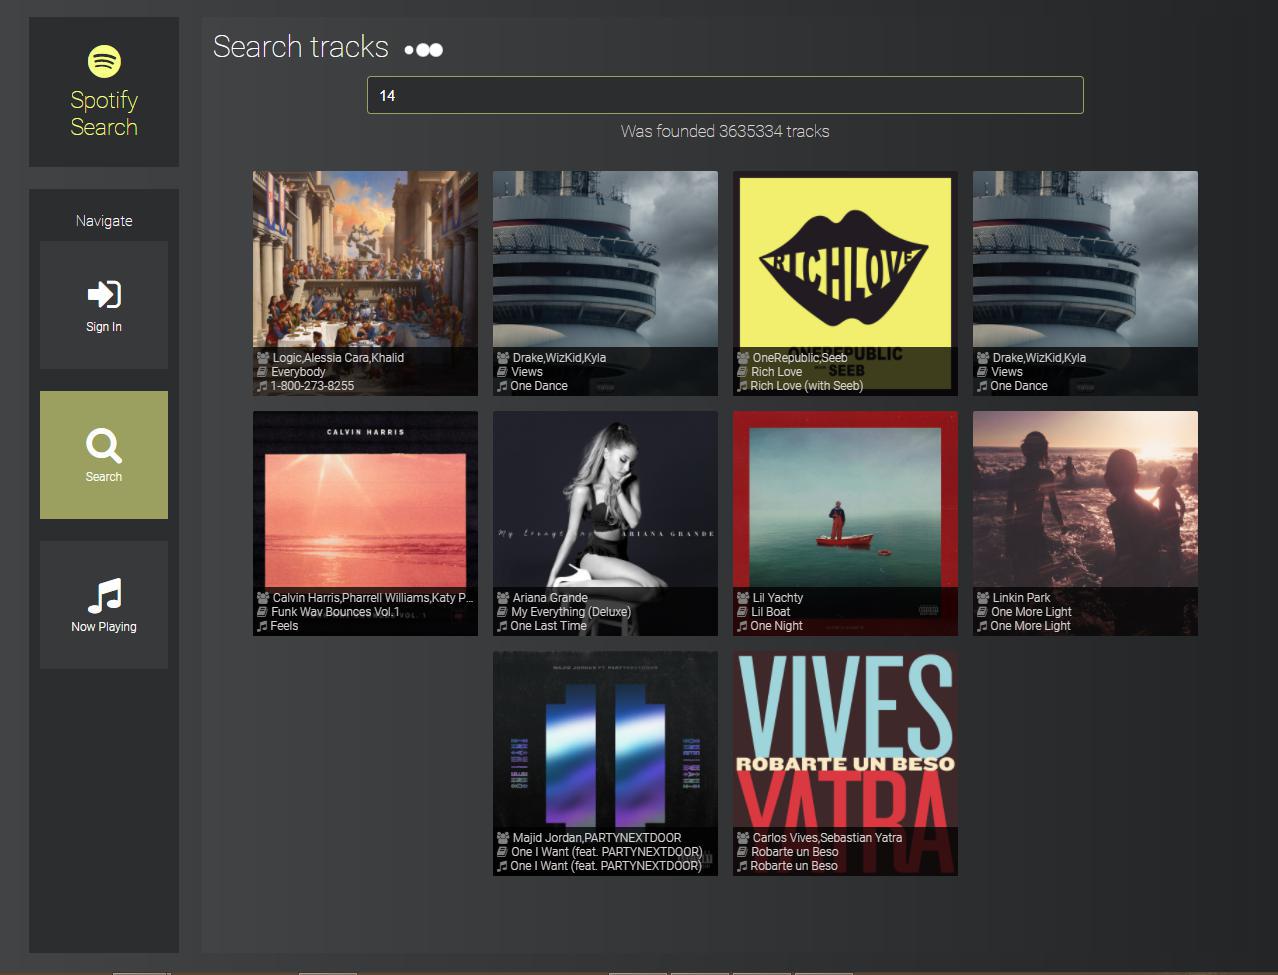 Spotify
Search
Navigate
Sign In
Search
Now Playing
Search tracks
14
Was founded 3635334 tracks
Logic,Alessia Cara,Khalid
Everybody
1-800-273-8255
Drake,WizKid,Kyla
Views
One Dance
RICH LOVE
ONEREPUBLIC
SEEB
OneRepublic,Seeb
Rich Love
Rich Love (with Seeb)
Drake,WizKid,Kyla
Views
One Dance
CALVIN HARRIS
Calvin Harris,Pharrell Williams,Katy P...
Funk Wav Bounces Vol.1
Feels
My Everything
ARIANA GRANDE
Ariana Grande
My Everything (Deluxe)
One Last Time
Lil Yachty
Lil Boat
One Night
Linkin Park
One More Light
One More Light
MAJID JORDAN FT. PARTYNEXTDOOR
Majid Jordan,PARTYNEXTDOOR
One I Want (feat. PARTYNEXTDOOR)
One I Want (feat. PARTYNEXTDOOR)
VIVES
ROBARTE UN BESO
YATRA
Carlos Vives,Sebastian Yatra
Robarte un Beso
Robarte un Beso